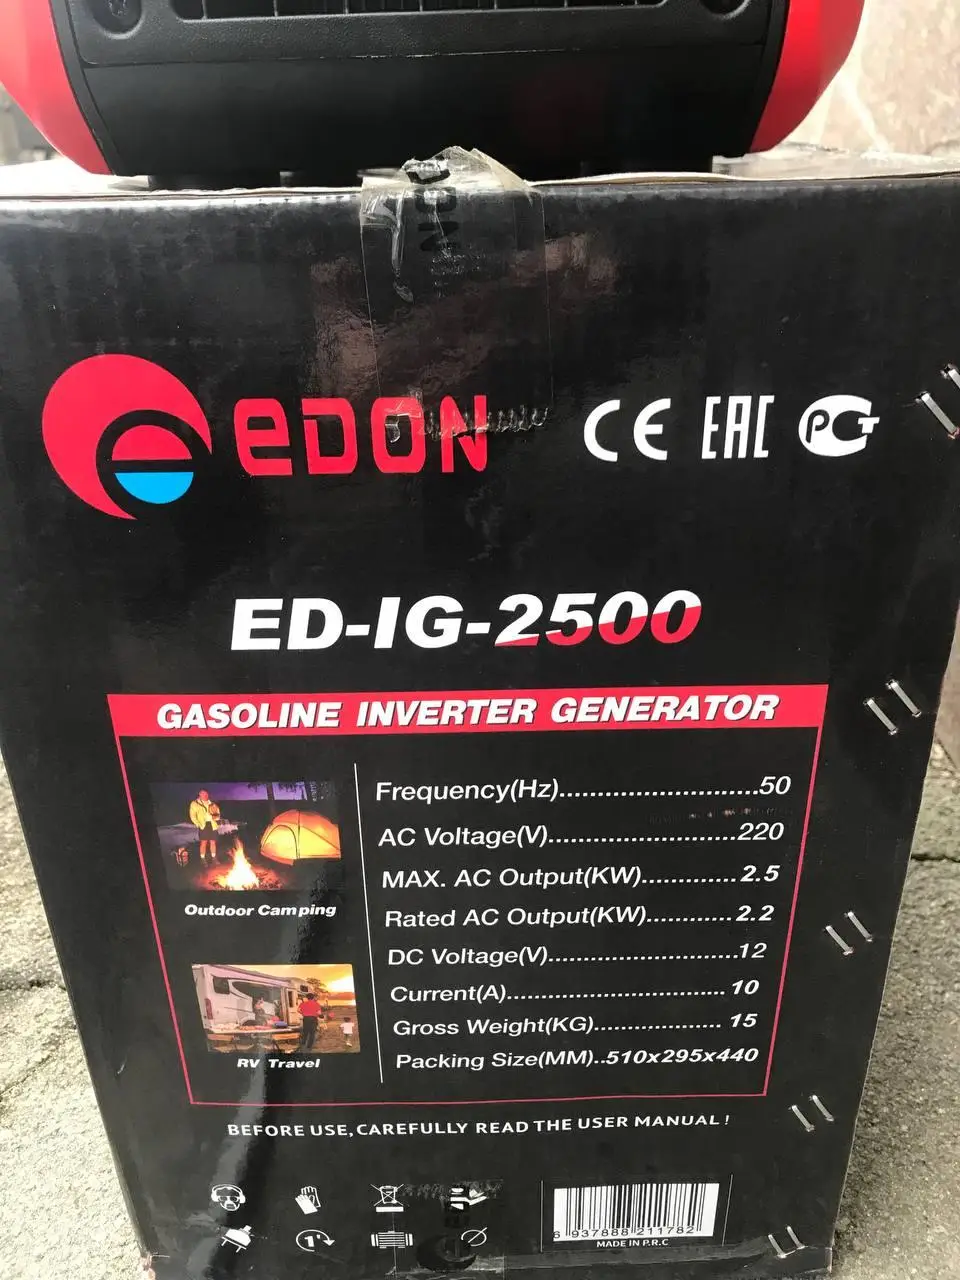 eDON CE EAC PCT
ED-IG-2500
GASOLINE INVERTER GENERATOR
Frequency(Hz)..........................50
AC Voltage(V)........................220
MAX. AC Output(KW)............2.5
Outdoor Camping
Rated AC Output(KW)...........2.2
DC Voltage(V)...........................12
Current(A)............................... 10
Gross Weight(KG).................. 15
RV Travel
Packing Size(MM)..510x295x440
BEFORE USE, CAREFULLY READ THE USER MANUAL !
6 937888 211782
MADE IN P.R.C